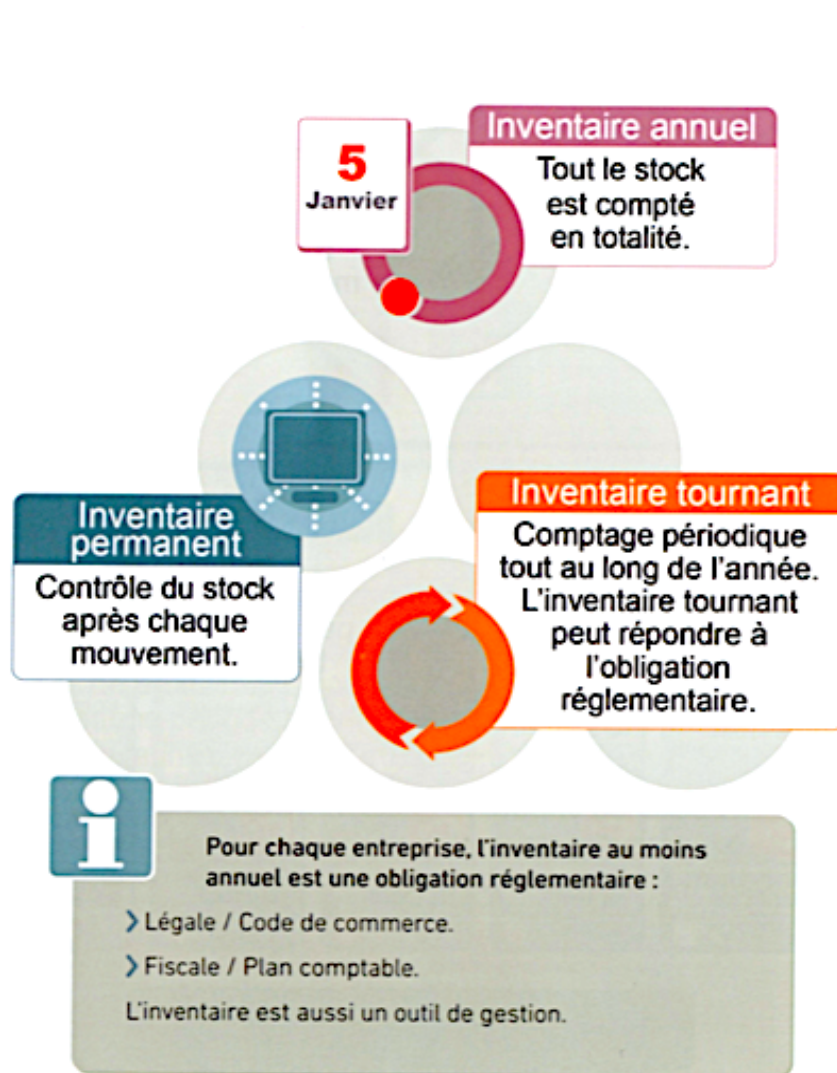 5
Janvier
Inventaire annuel
Tout le stock
est compté
en totalité.
Inventaire
permanent
Contrôle du stock
après chaque
mouvement.
Inventaire tournant
Comptage périodique
tout au long de l'année.
L'inventaire tournant
peut répondre à
l'obligation
réglementaire.
i
Pour chaque entreprise, l'inventaire au moins
annuel est une obligation réglementaire :
❯ Légale / Code de commerce.
❯ Fiscale / Plan comptable.
L'inventaire est aussi un outil de gestion.